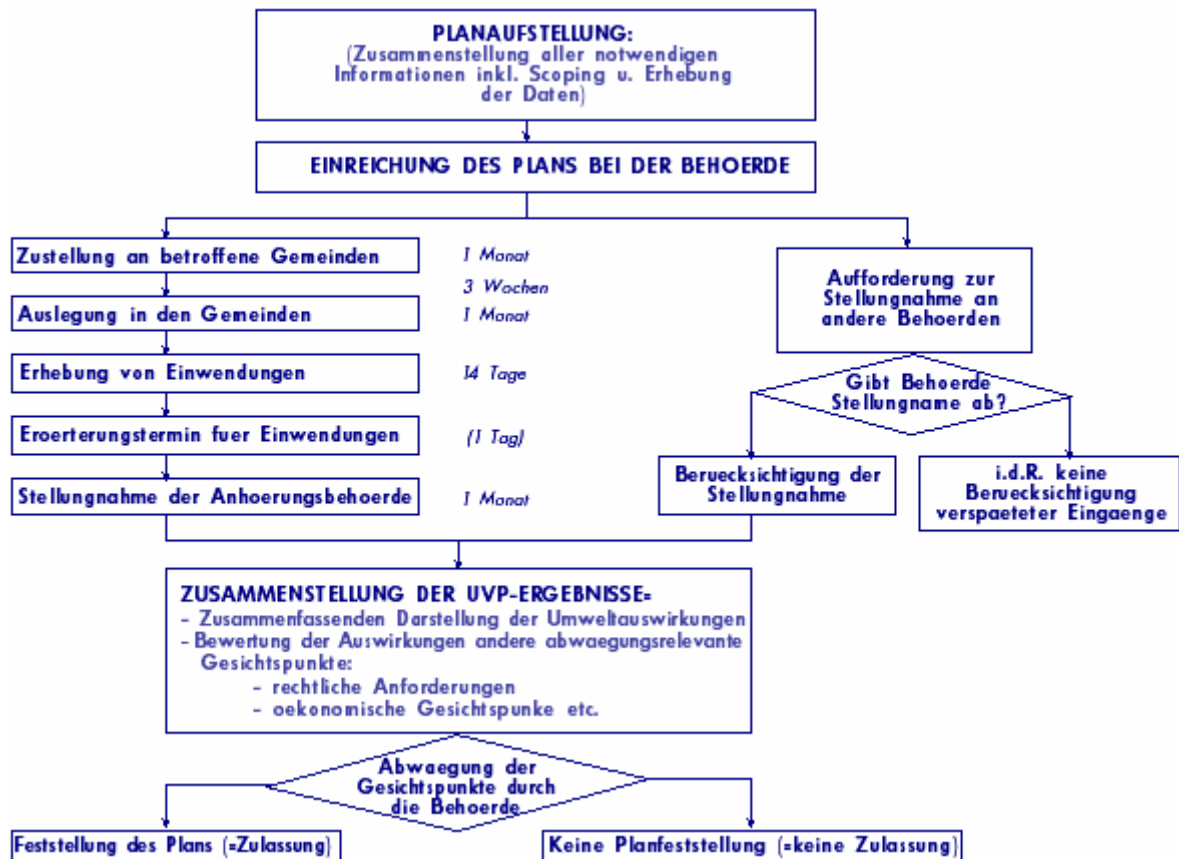 PLANAUFSTELLUNG:
(Zusammenstellung aller notwendigen
Informationen inkl. Scoping u. Erhebung
der Daten)
EINREICHUNG DES PLANS BEI DER BEHOERDE
Zustellung an betroffene Gemeinden
1 Monat
3 Wochen
Auslegung in den Gemeinden
1 Monat
Erhebung von Einwendungen
14 Tage
Eroerterungstermin fuer Einwendungen
(1 Tag)
Stellungnahme der Anhoerungsbehoerde
1 Monat
Aufforderung zur
Stellungnahme an
andere Behoerden
Gibt Behoerde
Stellungname ab?
Beruecksichtigung der
Stellungnahme
i.d.R. keine
Beruecksichtigung
verspaeteter Eingaenge
ZUSAMMENSTELLUNG DER UVP-ERGEBNISSE=
- Zusammenfassenden Darstellung der Umweltauswirkungen
- Bewertung der Auswirkungen andere abwaegungsrelevante
Gesichtspunkte:
- rechtliche Anforderungen
- oekonomische Gesichtspunke etc.
Abwaegung der
Gesichtspunkte durch
die Behoerde
Feststellung des Plans (=Zulassung)
Keine Planfeststellung (=keine Zulassung)